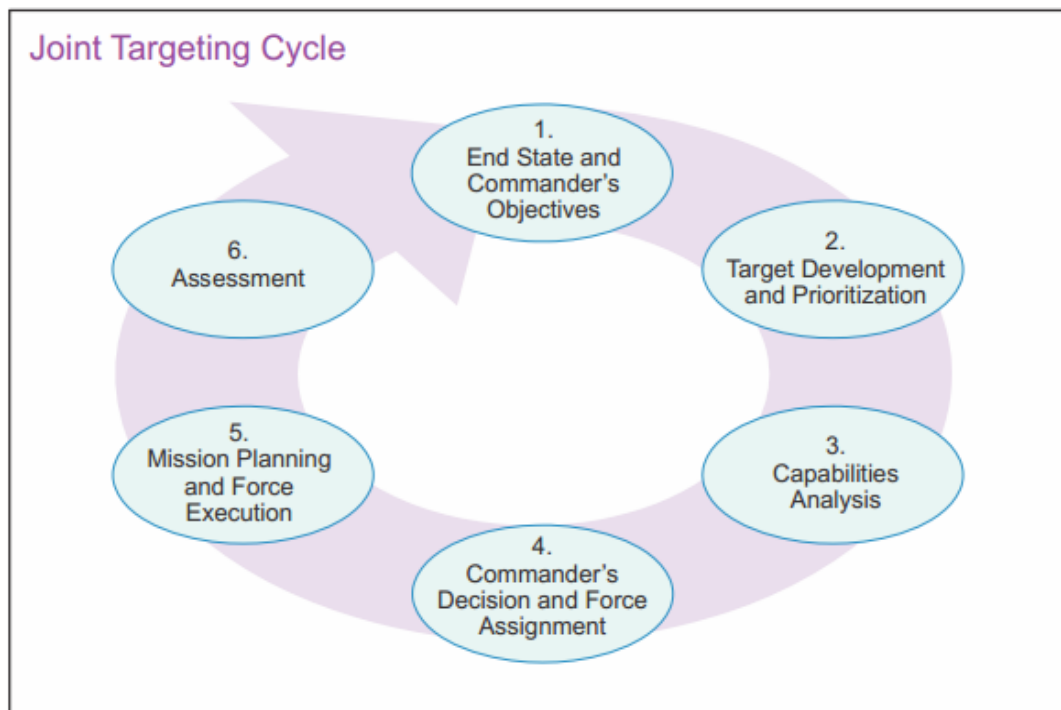 Joint Targeting Cycle
1.
End State and
Commander’s
Objectives
2.
Target Development
and Prioritization
3.
Capabilities
Analysis
4.
Commander’s
Decision and Force
Assignment
5.
Mission Planning
and Force
Execution
6.
Assessment